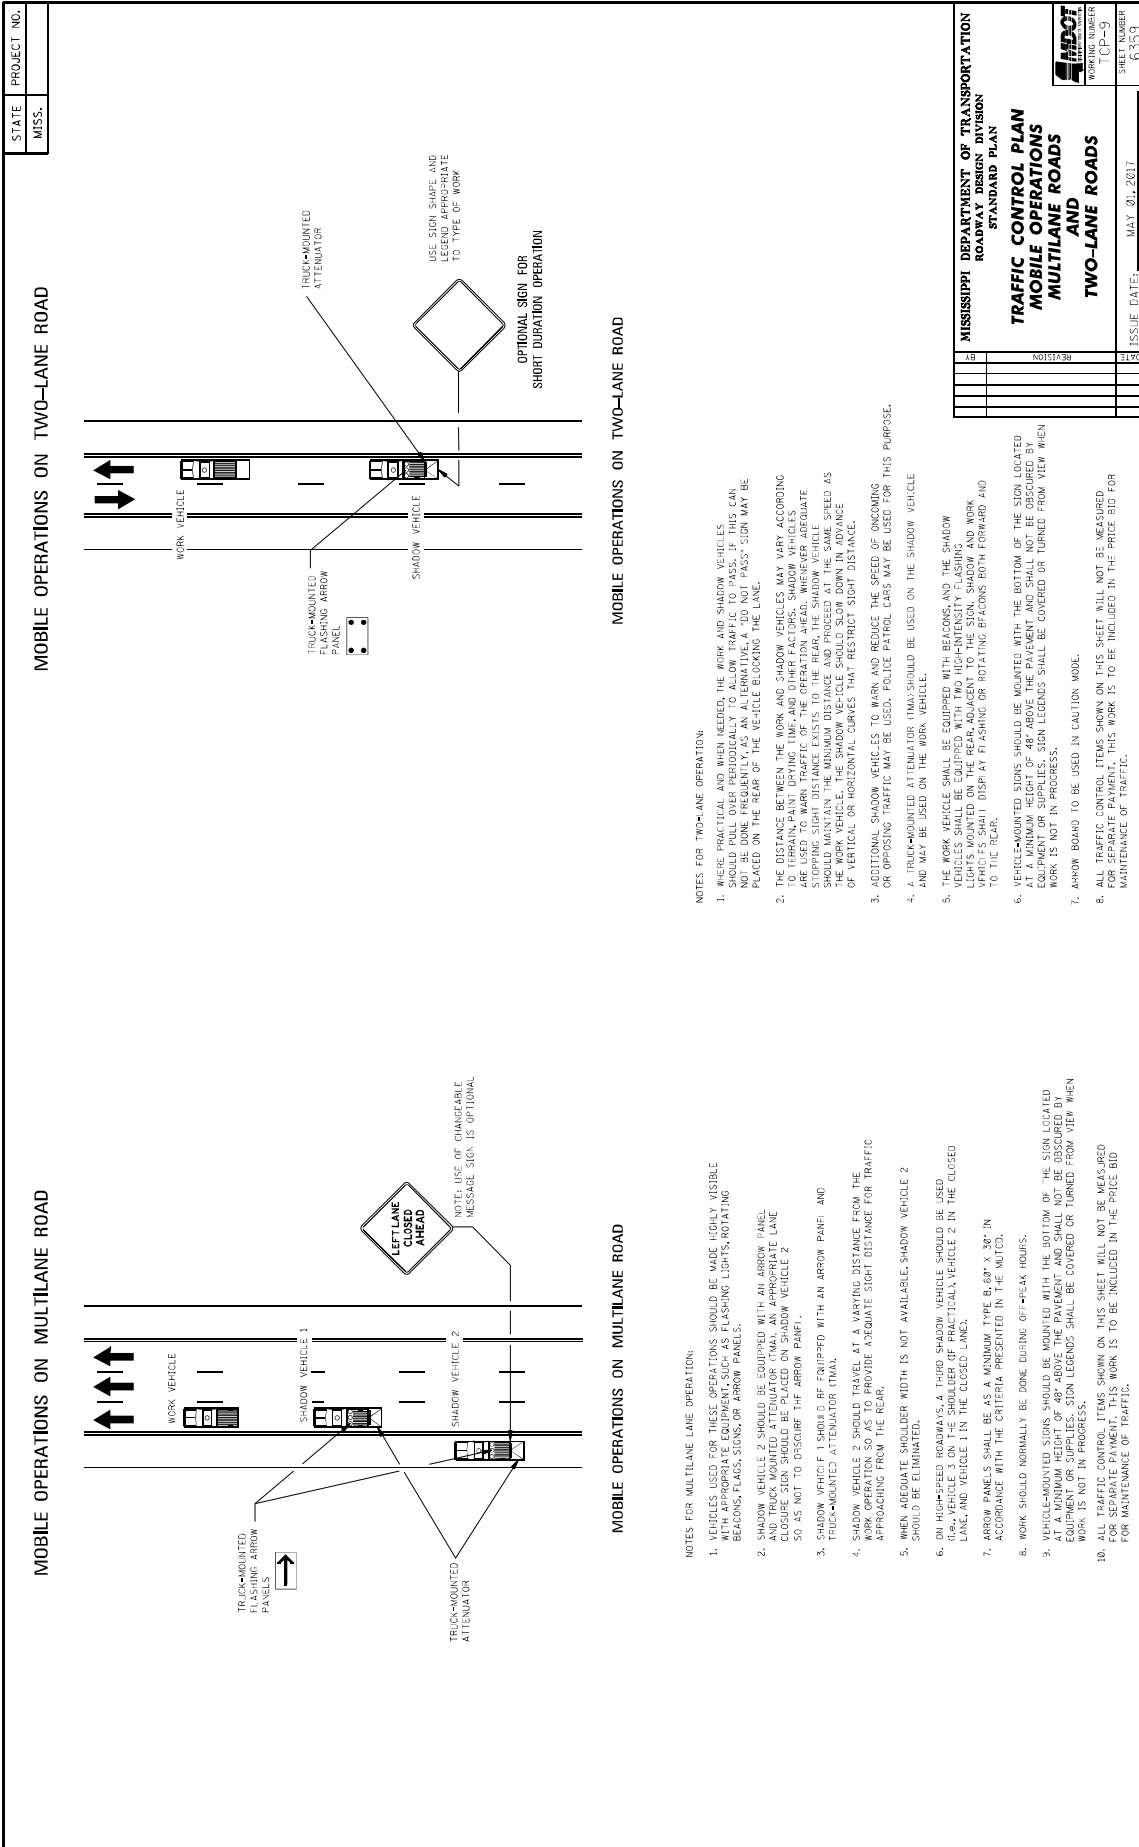 STATE
PROJECT NO.
MISS.
MOBILE OPERATIONS ON MULTILANE ROAD
WORK VEHICLE
SHADOW VEHICLE 1
SHADOW VEHICLE 2
TRUCK-MOUNTED
FLASHING ARROW
PANELS
TRUCK-MOUNTED
ATTENUATOR
LEFT LANE
CLOSED
AHEAD
NOTE: USE OF CHANGEABLE
MESSAGE SIGN IS OPTIONAL
MOBILE OPERATIONS ON MULTILANE ROAD
NOTES FOR MULTILANE LANE OPERATION:
1. VEHICLES USED FOR THESE OPERATIONS SHOULD BE MADE HIGHLY VISIBLE
WITH APPROPRIATE EQUIPMENT, SUCH AS FLASHING LIGHTS, ROTATING
BEACONS, FLAGS, SIGNS, OR ARROW PANELS.
2. SHADOW VEHICLE 2 SHOULD BE EQUIPPED WITH AN ARROW PANEL
AND TRUCK MOUNTED ATTENUATOR (TMA). AN APPROPRIATE LANE
CLOSURE SIGN SHOULD BE PLACED ON SHADOW VEHICLE 2
SO AS NOT TO OBSCURE THE ARROW PANEL.
3. SHADOW VEHICLE 1 SHOULD BE EQUIPPED WITH AN ARROW PANEL AND
TRUCK-MOUNTED ATTENUATOR (TMA).
4. SHADOW VEHICLE 2 SHOULD TRAVEL AT A VARYING DISTANCE FROM THE
WORK OPERATION SO AS TO PROVIDE ADEQUATE SIGHT DISTANCE FOR TRAFFIC
APPROACHING FROM THE REAR.
5. WHEN ADEQUATE SHOULDER WIDTH IS NOT AVAILABLE, SHADOW VEHICLE 2
SHOULD BE ELIMINATED.
6. ON HIGH-SPEED ROADWAYS, A THIRD SHADOW VEHICLE SHOULD BE USED
(i.e., VEHICLE 3 ON THE SHOULDER (IF PRACTICAL), VEHICLE 2 IN THE CLOSED
LANE, AND VEHICLE 1 IN THE CLOSED LANE).
7. ARROW PANELS SHALL BE AS A MINIMUM TYPE B, 60" X 30" IN
ACCORDANCE WITH THE CRITERIA PRESENTED IN THE MUTCD.
8. WORK SHOULD NORMALLY BE DONE DURING OFF-PEAK HOURS.
9. VEHICLE-MOUNTED SIGNS SHOULD BE MOUNTED WITH THE BOTTOM OF THE SIGN LOCATED
AT A MINIMUM HEIGHT OF 48" ABOVE THE PAVEMENT AND SHALL NOT BE OBSCURED BY
EQUIPMENT OR SUPPLIES. SIGN LEGENDS SHALL BE COVERED OR TURNED FROM VIEW WHEN
WORK IS NOT IN PROGRESS.
10. ALL TRAFFIC CONTROL ITEMS SHOWN ON THIS SHEET WILL NOT BE MEASURED
FOR SEPARATE PAYMENT. THIS WORK IS TO BE INCLUDED IN THE PRICE BID
FOR MAINTENANCE OF TRAFFIC.
MOBILE OPERATIONS ON TWO-LANE ROAD
WORK VEHICLE
TRUCK-MOUNTED
FLASHING ARROW
PANEL
SHADOW VEHICLE
TRUCK-MOUNTED
ATTENUATOR
USE SIGN SHAPE AND
LEGEND APPROPRIATE
TO TYPE OF WORK
OPTIONAL SIGN FOR
SHORT DURATION OPERATION
MOBILE OPERATIONS ON TWO-LANE ROAD
NOTES FOR TWO-LANE OPERATION:
1. WHERE PRACTICAL AND WHEN NEEDED, THE WORK AND SHADOW VEHICLES
SHOULD PULL OVER PERIODICALLY TO ALLOW TRAFFIC TO PASS. IF THIS CAN
NOT BE DONE FREQUENTLY, AS AN ALTERNATIVE, A "DO NOT PASS" SIGN MAY BE
PLACED ON THE REAR OF THE VEHICLE BLOCKING THE LANE.
2. THE DISTANCE BETWEEN THE WORK AND SHADOW VEHICLES MAY VARY ACCORDING
TO TERRAIN, PAINT DRYING TIME, AND OTHER FACTORS. SHADOW VEHICLES
ARE USED TO WARN TRAFFIC OF THE OPERATION AHEAD. WHENEVER ADEQUATE
STOPPING SIGHT DISTANCE EXISTS TO THE REAR, THE SHADOW VEHICLE
SHOULD MAINTAIN THE MINIMUM DISTANCE AND PROCEED AT THE SAME SPEED AS
THE WORK VEHICLE. THE SHADOW VEHICLE SHOULD SLOW DOWN IN ADVANCE
OF VERTICAL OR HORIZONTAL CURVES THAT RESTRICT SIGHT DISTANCE.
3. ADDITIONAL SHADOW VEHICLES TO WARN AND REDUCE THE SPEED OF ONCOMING
OR OPPOSING TRAFFIC MAY BE USED. POLICE PATROL CARS MAY BE USED FOR THIS PURPOSE.
4. A TRUCK-MOUNTED ATTENUATOR (TMA) SHOULD BE USED ON THE SHADOW VEHICLE
AND MAY BE USED ON THE WORK VEHICLE.
5. THE WORK VEHICLE SHALL BE EQUIPPED WITH BEACONS, AND THE SHADOW
VEHICLES SHALL BE EQUIPPED WITH TWO HIGH-INTENSITY FLASHING
LIGHTS MOUNTED ON THE REAR, ADJACENT TO THE SIGN. SHADOW AND WORK
VEHICLES SHALL DISPLAY FLASHING OR ROTATING BEACONS BOTH FORWARD AND
TO THE REAR.
6. VEHICLE-MOUNTED SIGNS SHOULD BE MOUNTED WITH THE BOTTOM OF THE SIGN LOCATED
AT A MINIMUM HEIGHT OF 48" ABOVE THE PAVEMENT AND SHALL NOT BE OBSCURED BY
EQUIPMENT OR SUPPLIES. SIGN LEGENDS SHALL BE COVERED OR TURNED FROM VIEW WHEN
WORK IS NOT IN PROGRESS.
7. ARROW BOARD TO BE USED IN CAUTION MODE.
8. ALL TRAFFIC CONTROL ITEMS SHOWN ON THIS SHEET WILL NOT BE MEASURED
FOR SEPARATE PAYMENT. THIS WORK IS TO BE INCLUDED IN THE PRICE BID FOR
MAINTENANCE OF TRAFFIC.
BY
REVISION
DATE
MISSISSIPPI DEPARTMENT OF TRANSPORTATION
ROADWAY DESIGN DIVISION
STANDARD PLAN
TRAFFIC CONTROL PLAN
MOBILE OPERATIONS
MULTILANE ROADS
AND
TWO-LANE ROADS
MDOT
WORKING NUMBER
TCP-9
SHEET NUMBER
6359
ISSUE DATE: MAY 01, 2017